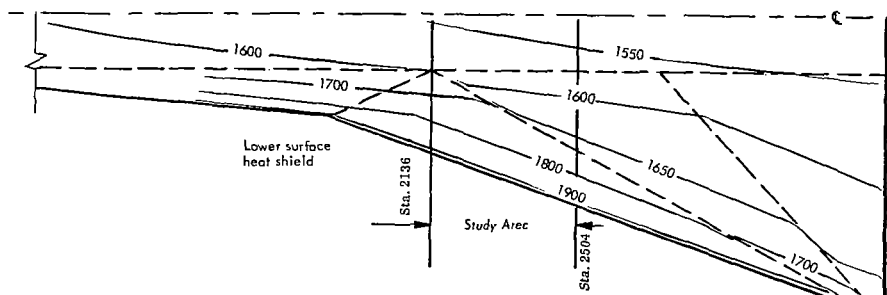 ℄
1600
1550
1700
1600
Lower surface
heat shield
1800
1650
1900
Sta. 2136
Study Area
Sta. 2504
1700